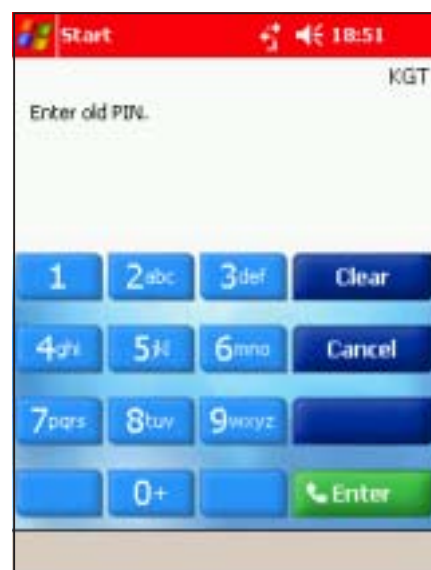 Start 18:51
KGT
Enter old PIN.
1 2abc 3def Clear
4ghi 5jkl 6mno Cancel
7pqrs 8tuv 9wxyz
0+ Enter